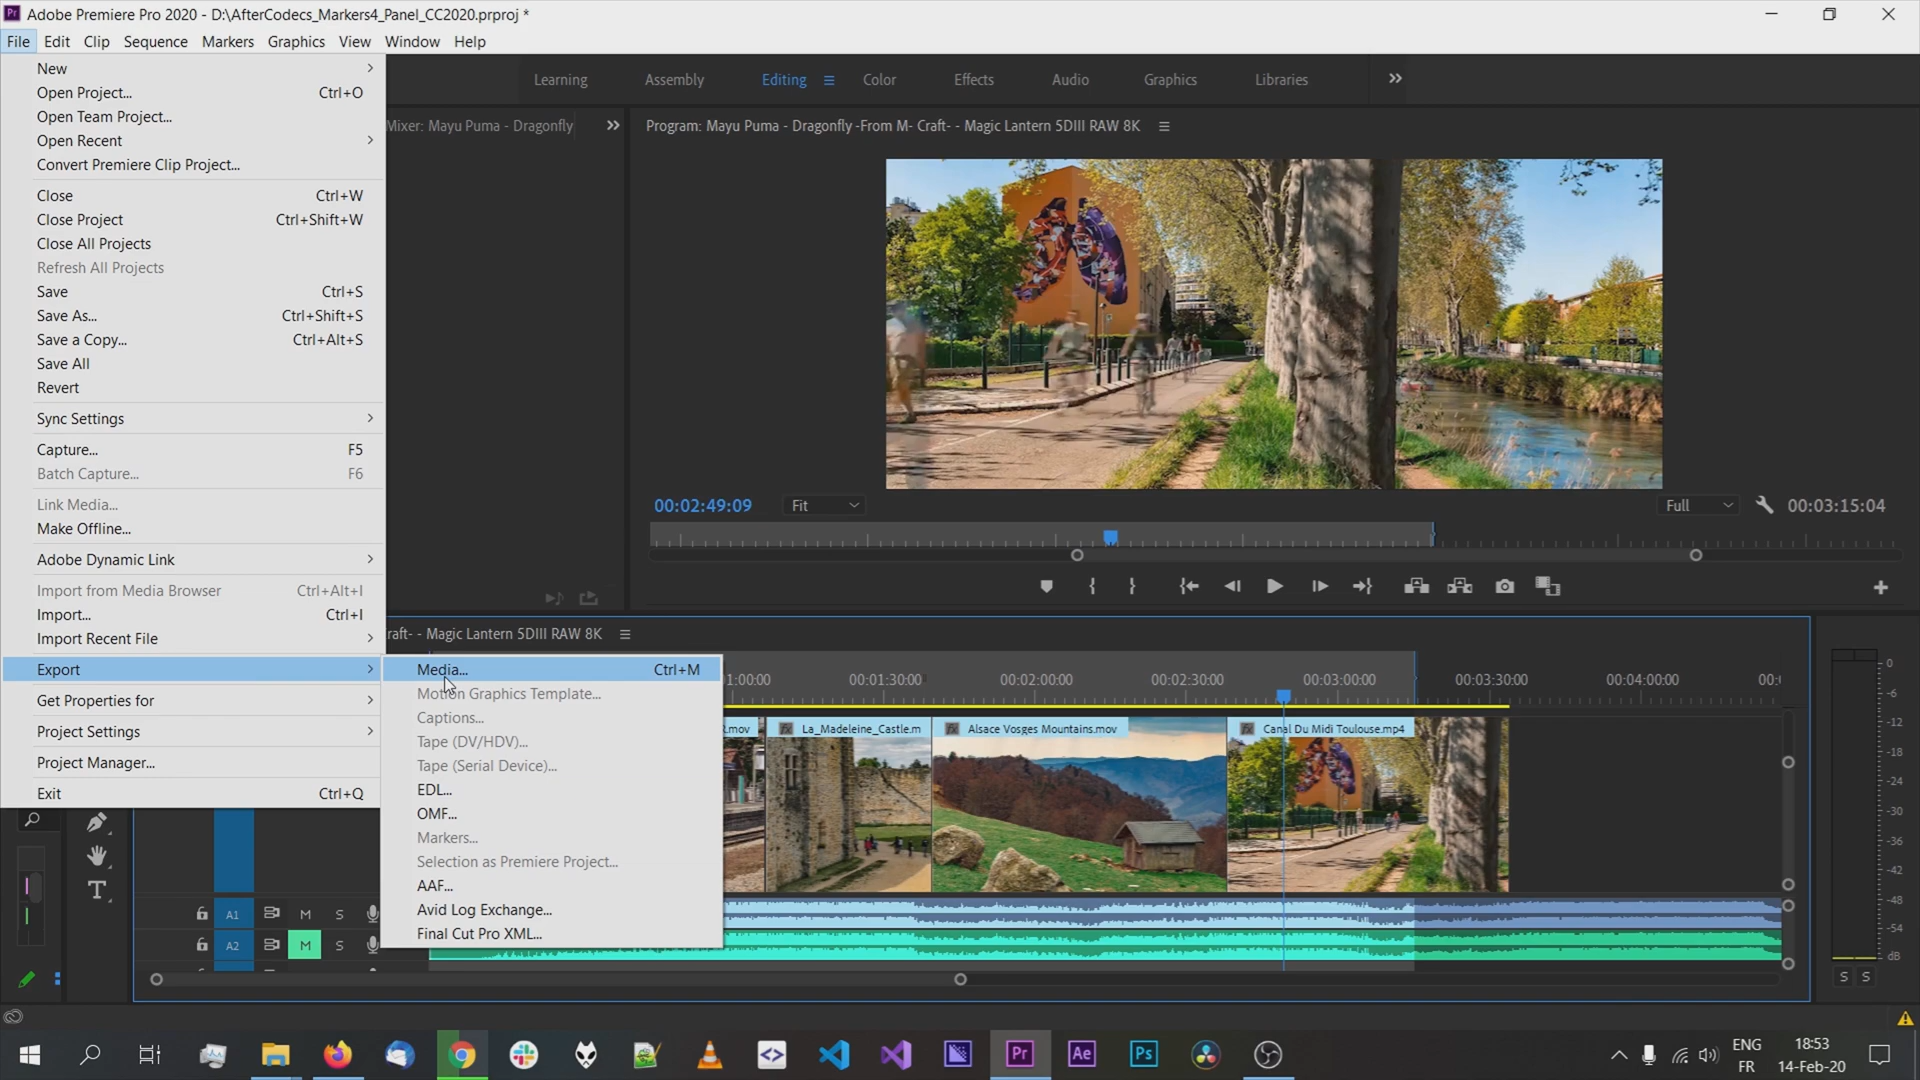 Adobe Premiere Pro 2020 - D:\AfterCodecs_Markers4_Panel_CC2020.prproj *
File Edit Clip Sequence Markers Graphics View Window Help
Learning Assembly Editing Color Effects Audio Graphics Libraries
New
Open Project... Ctrl+O
Open Team Project...
Open Recent
Convert Premiere Clip Project...
Close Ctrl+W
Close Project Ctrl+Shift+W
Close All Projects
Refresh All Projects
Save Ctrl+S
Save As... Ctrl+Shift+S
Save a Copy... Ctrl+Alt+S
Save All
Revert
Sync Settings
Capture... F5
Batch Capture... F6
Link Media...
Make Offline...
Adobe Dynamic Link
Import from Media Browser Ctrl+Alt+I
Import... Ctrl+I
Import Recent File
Export
Get Properties for
Project Settings
Project Manager...
Exit Ctrl+Q
Media... Ctrl+M
Motion Graphics Template...
Captions...
Tape (DV/HDV)...
Tape (Serial Device)...
EDL...
OMF...
Markers...
Selection as Premiere Project...
AAF...
Avid Log Exchange...
Final Cut Pro XML...
Mixer: Mayu Puma - Dragonfly
Program: Mayu Puma - Dragonfly -From M- Craft- - Magic Lantern 5DIII RAW 8K
00:02:49:09 Fit Full 00:03:15:04
raft- - Magic Lantern 5DIII RAW 8K
1:00:00 00:01:30:00 00:02:00:00 00:02:30:00 00:03:00:00 00:03:30:00 00:04:00:00 00:
.mov La_Madeleine_Castle.m Alsace Vosges Mountains.mov Canal Du Midi Toulouse.mp4
A1 M S
A2 M S
0
-6
-12
-18
-24
-30
-36
-42
-48
-54
dB
S S
Pr Ae Ps
ENG
FR
18:53
14-Feb-20